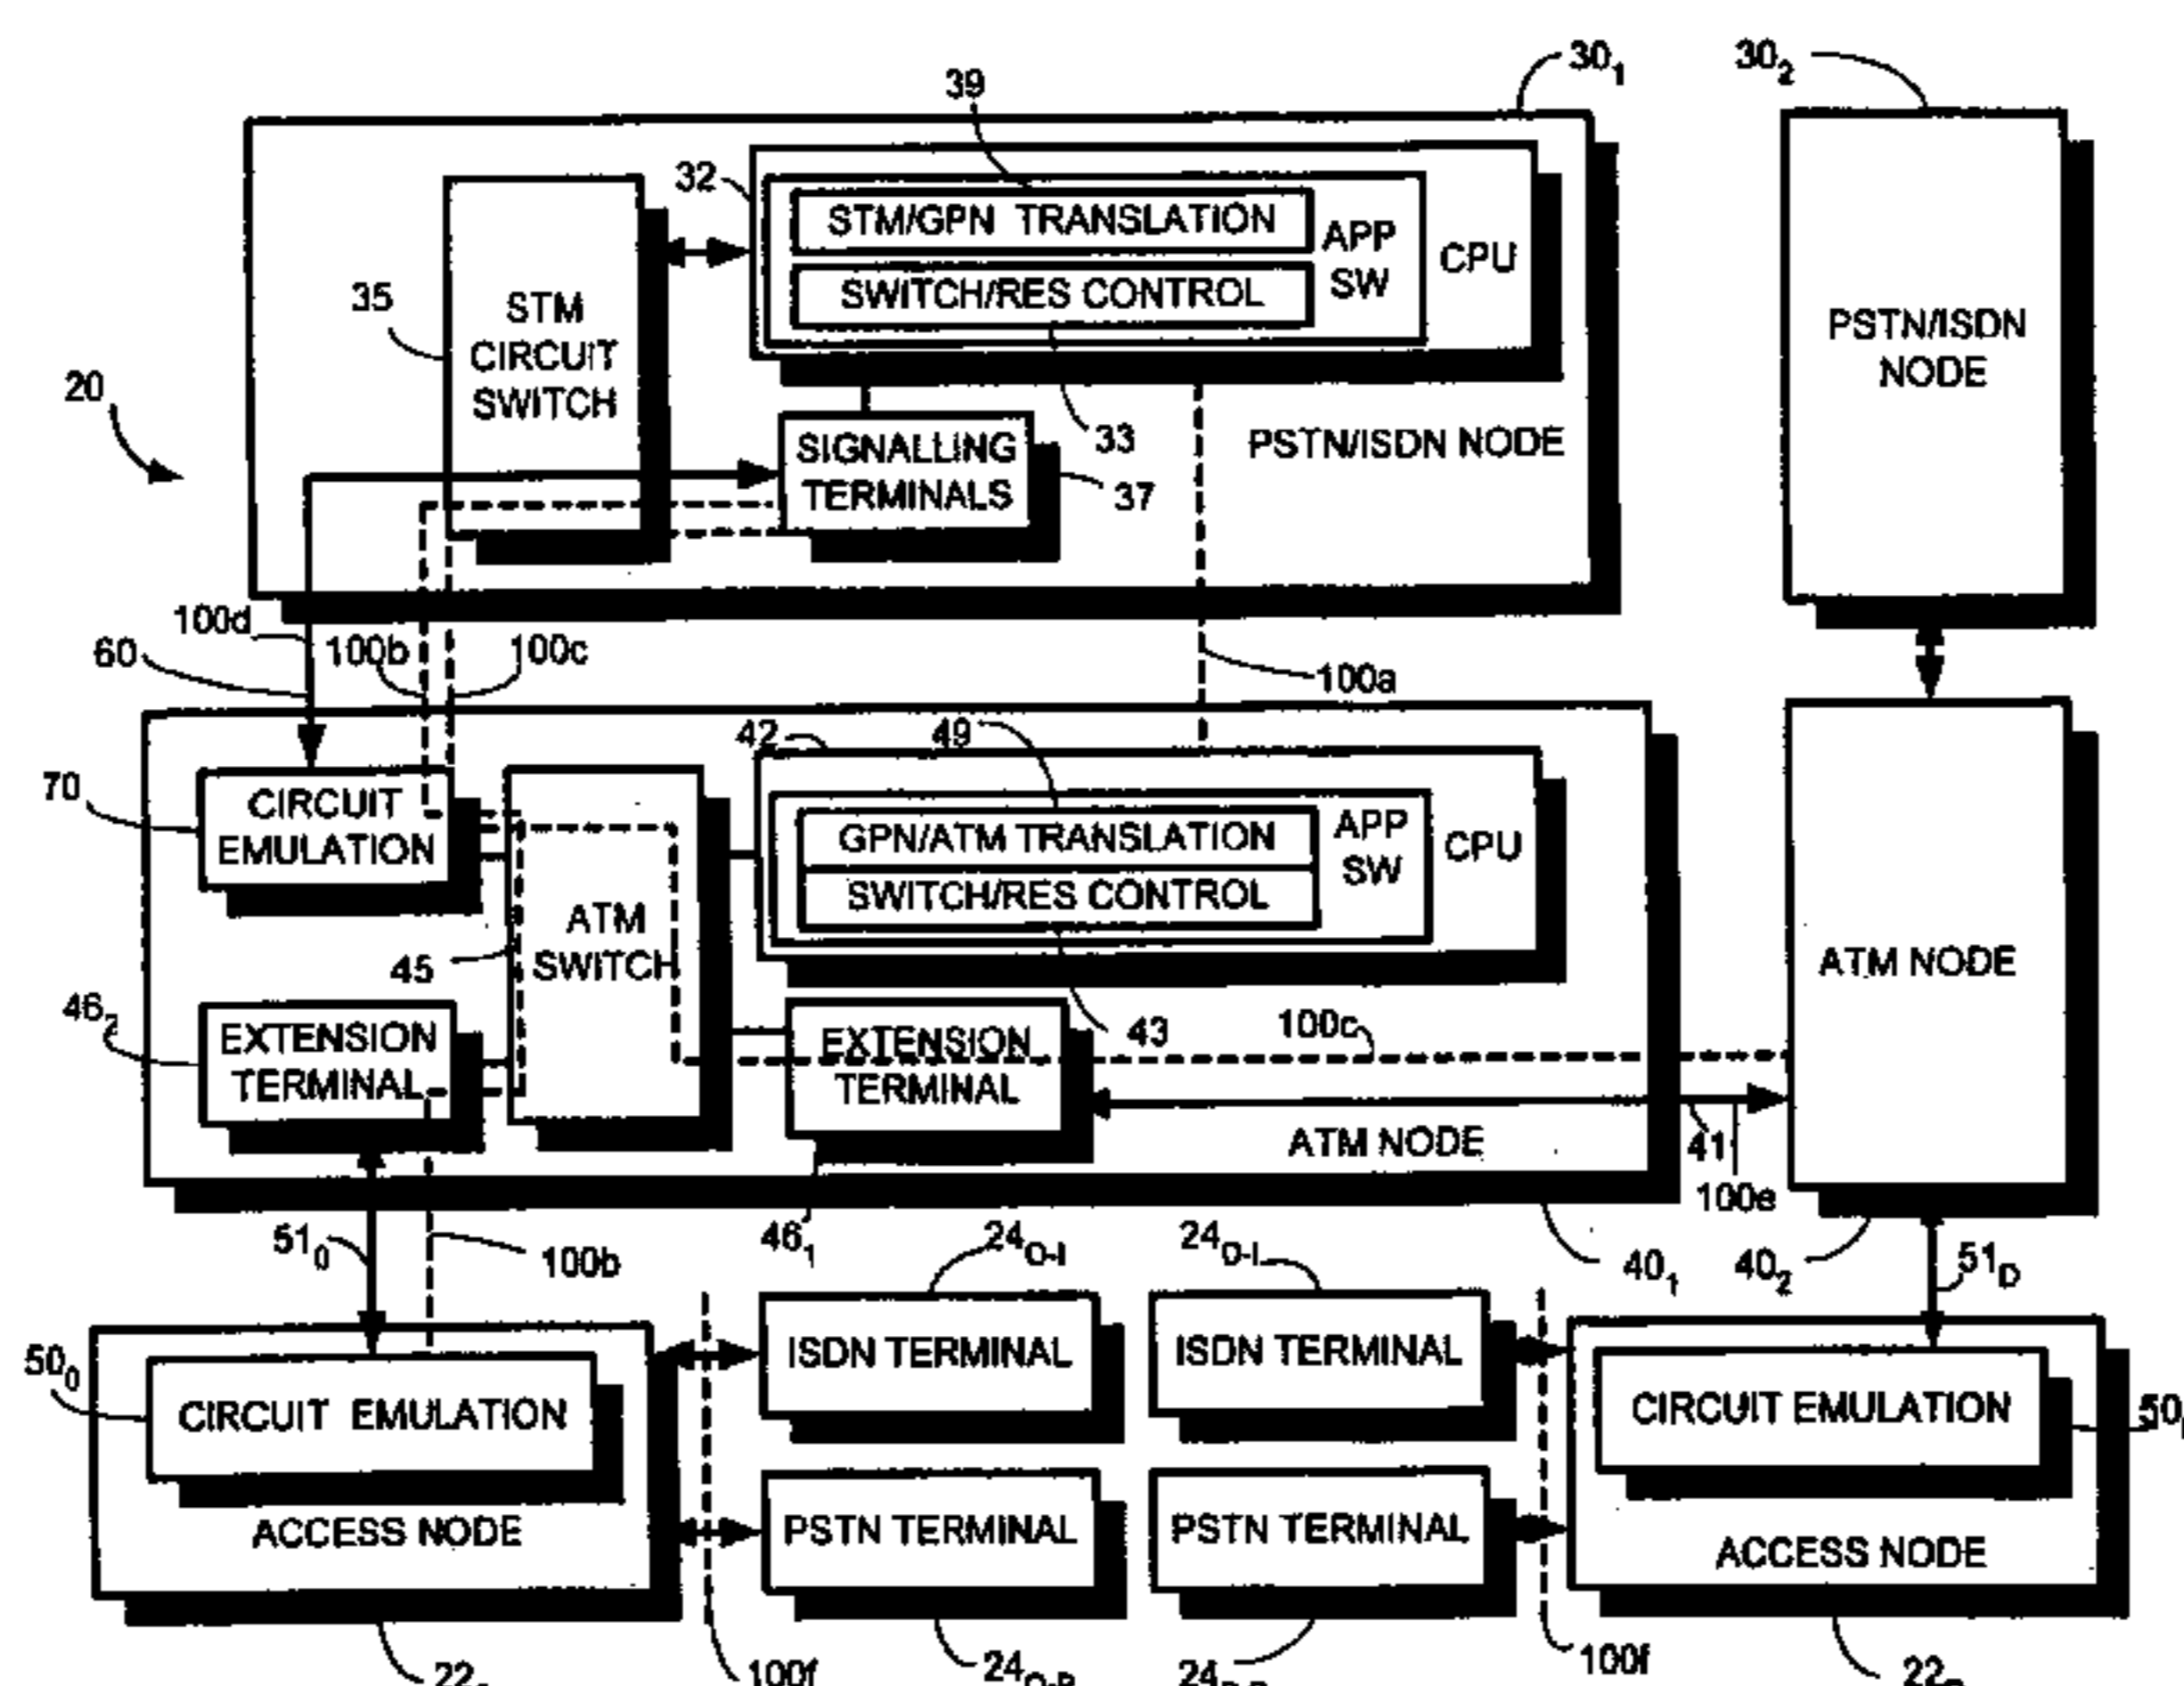 30₁
30₂
39
32
STM/GPN TRANSLATION
APP
SW
CPU
SWITCH/RES CONTROL
35
STM
CIRCUIT
SWITCH
PSTN/ISDN
NODE
20
SIGNALLING
TERMINALS
33
37
PSTN/ISDN NODE
100d
60
100b
100c
100a
42
49
70
CIRCUIT
EMULATION
GPN/ATM TRANSLATION
APP
SW
CPU
SWITCH/RES CONTROL
ATM
SWITCH
45
ATM NODE
46₂
EXTENSION
TERMINAL
EXTENSION
TERMINAL
43
100c
ATM NODE
41
100e
51₀
100b
46₁
24O-I
24D-I
40₁
40₂
51D
50₀
CIRCUIT EMULATION
ISDN TERMINAL
ISDN TERMINAL
CIRCUIT EMULATION
ACCESS NODE
PSTN TERMINAL
PSTN TERMINAL
ACCESS NODE
100f
24O-P
100f